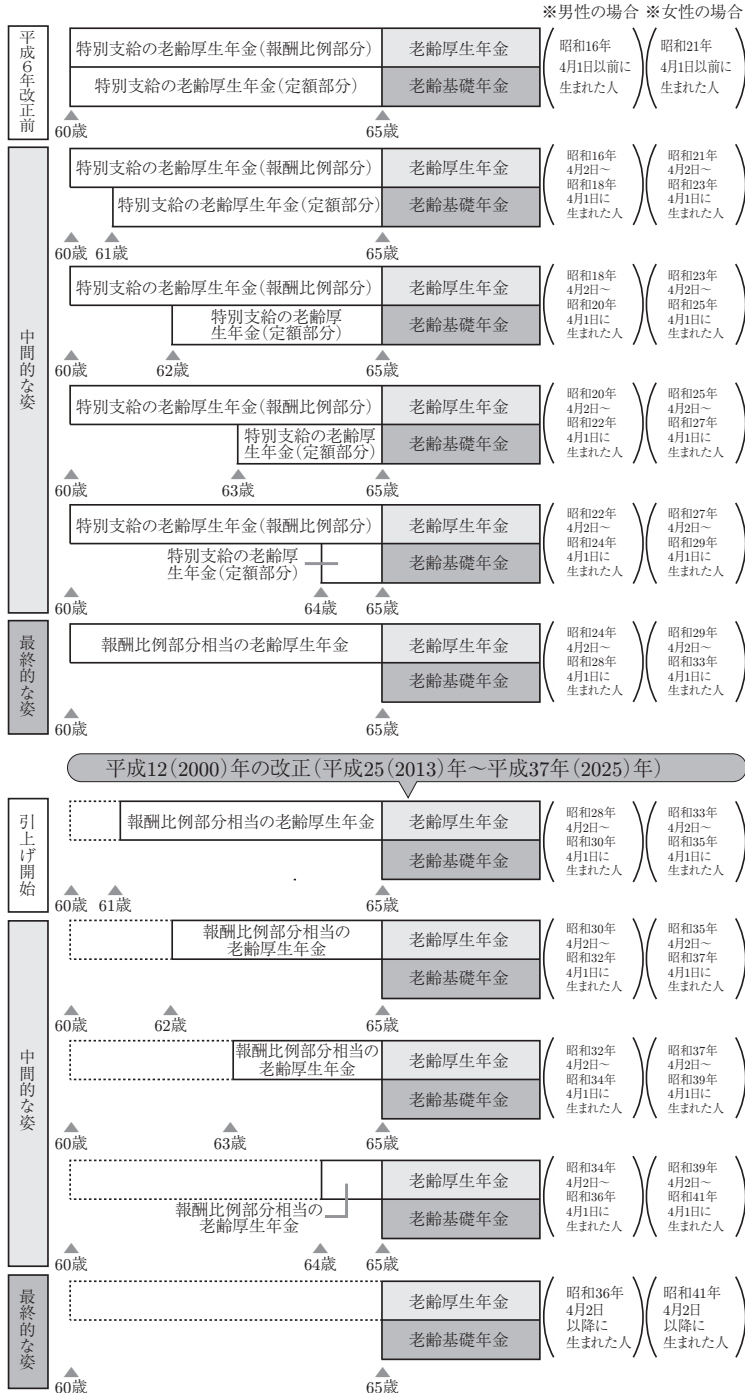 ※男性の場合 ※女性の場合
平成６年改正前
特別支給の老齢厚生年金(報酬比例部分)
老齢厚生年金
特別支給の老齢厚生年金(定額部分)
老齢基礎年金
昭和16年
4月1日以前に
生まれた人
昭和21年
4月1日以前に
生まれた人
60歳
65歳
中間的な姿
特別支給の老齢厚生年金(報酬比例部分)
老齢厚生年金
特別支給の老齢厚生年金(定額部分)
老齢基礎年金
昭和16年
4月2日〜
昭和18年
4月1日に
生まれた人
昭和21年
4月2日〜
昭和23年
4月1日に
生まれた人
60歳
61歳
65歳
特別支給の老齢厚生年金(報酬比例部分)
老齢厚生年金
特別支給の老齢厚
生年金(定額部分)
老齢基礎年金
昭和18年
4月2日〜
昭和20年
4月1日に
生まれた人
昭和23年
4月2日〜
昭和25年
4月1日に
生まれた人
60歳
62歳
65歳
特別支給の老齢厚生年金(報酬比例部分)
老齢厚生年金
特別支給の老齢厚
生年金(定額部分)
老齢基礎年金
昭和20年
4月2日〜
昭和22年
4月1日に
生まれた人
昭和25年
4月2日〜
昭和27年
4月1日に
生まれた人
60歳
63歳
65歳
特別支給の老齢厚生年金(報酬比例部分)
老齢厚生年金
特別支給の老齢厚
生年金(定額部分)
老齢基礎年金
昭和22年
4月2日〜
昭和24年
4月1日に
生まれた人
昭和27年
4月2日〜
昭和29年
4月1日に
生まれた人
60歳
64歳
65歳
最終的な姿
報酬比例部分相当の老齢厚生年金
老齢厚生年金
老齢基礎年金
昭和24年
4月2日〜
昭和28年
4月1日に
生まれた人
昭和29年
4月2日〜
昭和33年
4月1日に
生まれた人
60歳
65歳
平成12(2000)年の改正(平成25(2013)年〜平成37年(2025)年)
引上げ開始
報酬比例部分相当の老齢厚生年金
老齢厚生年金
老齢基礎年金
昭和28年
4月2日〜
昭和30年
4月1日に
生まれた人
昭和33年
4月2日〜
昭和35年
4月1日に
生まれた人
60歳
61歳
65歳
中間的な姿
報酬比例部分相当の
老齢厚生年金
老齢厚生年金
老齢基礎年金
昭和30年
4月2日〜
昭和32年
4月1日に
生まれた人
昭和35年
4月2日〜
昭和37年
4月1日に
生まれた人
60歳
62歳
65歳
報酬比例部分相当の
老齢厚生年金
老齢厚生年金
老齢基礎年金
昭和32年
4月2日〜
昭和34年
4月1日に
生まれた人
昭和37年
4月2日〜
昭和39年
4月1日に
生まれた人
60歳
63歳
65歳
報酬比例部分相当の
老齢厚生年金
老齢厚生年金
老齢基礎年金
昭和34年
4月2日〜
昭和36年
4月1日に
生まれた人
昭和39年
4月2日〜
昭和41年
4月1日に
生まれた人
60歳
64歳
65歳
最終的な姿
老齢厚生年金
老齢基礎年金
昭和36年
4月2日
以降に
生まれた人
昭和41年
4月2日
以降に
生まれた人
60歳
65歳